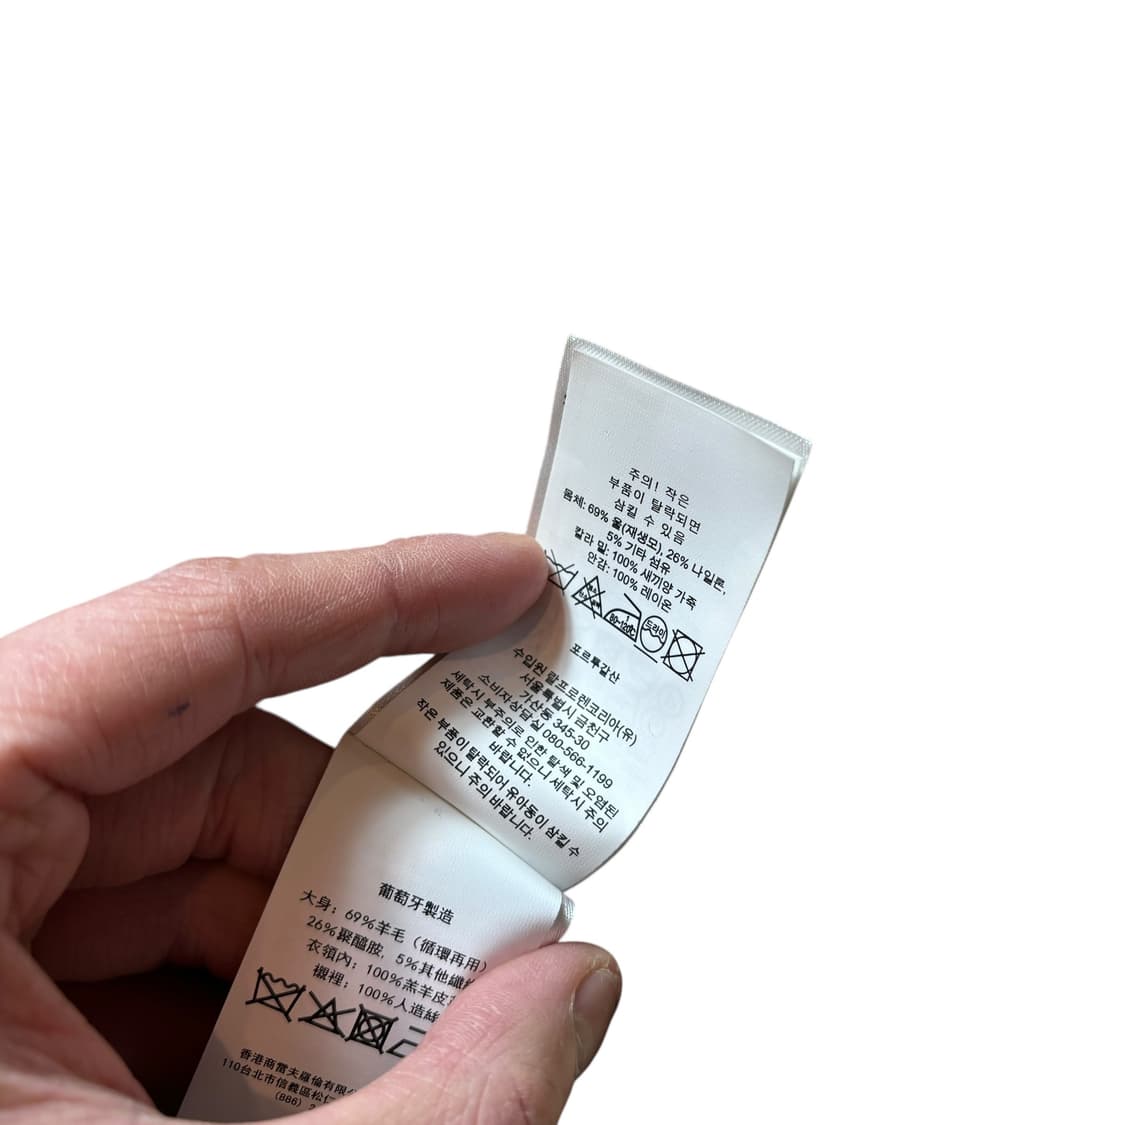 주의! 작은
부품이 탈락되면
삼킬 수 있음
몸체: 69% 울(재생모), 26% 나일론,
5% 기타 섬유
칼라 밑: 100% 새끼양 가죽
안감: 100% 레이온
80-120℃
드라이
포르투갈산
수입원 랄프로렌코리아(유)
서울특별시 금천구
가산동 345-30
소비자상담실 080-566-1199
세탁시 부주의로 인한 탈색 및 오염된
제품은 교환할 수 없으니 세탁시 주의
바랍니다.
작은 부품이 탈락되어 유아동이 삼킬 수
있으니 주의 바랍니다.
葡萄牙製造
大身: 69%羊毛 (循環再用)
26%聚醯胺, 5%其他纖
衣領內: 100%羔羊皮
襯裡: 100%人造絲
香港商雷夫羅倫有限
110台北市信義區松仁
(886) 2